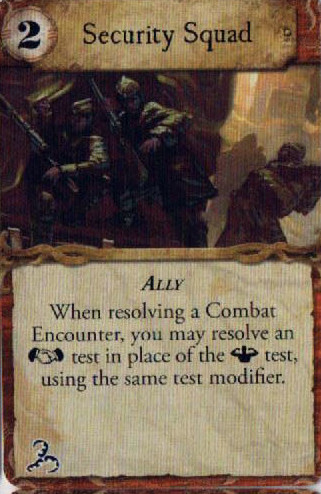 2 Security Squad
ALLY
When resolving a Combat
Encounter, you may resolve an
test in place of the test,
using the same test modifier.